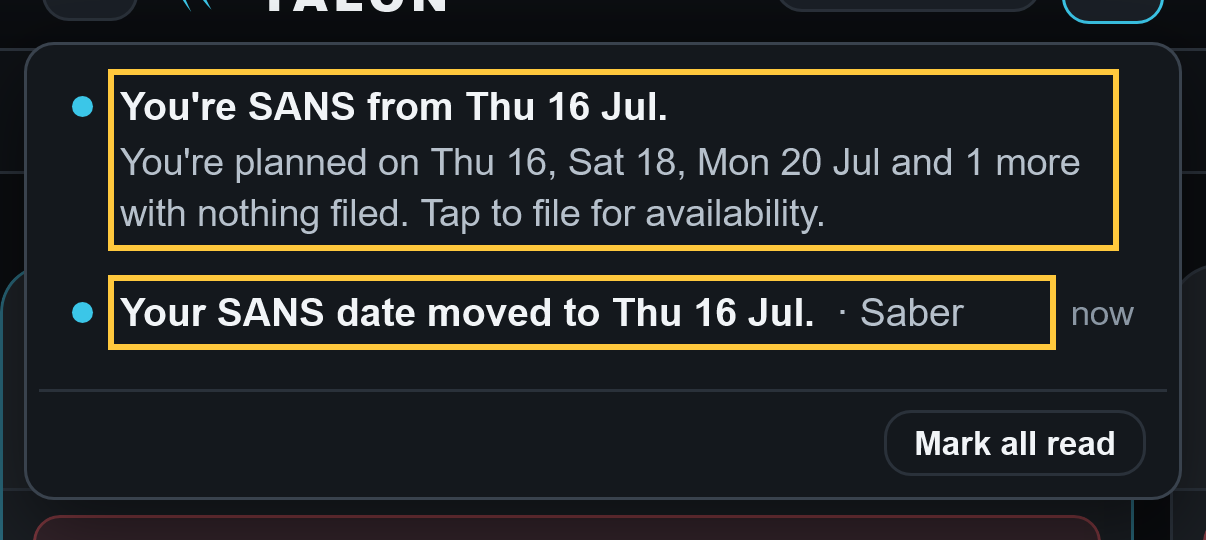 TALON
You're SANS from Thu 16 Jul.
You're planned on Thu 16, Sat 18, Mon 20 Jul and 1 more
with nothing filed. Tap to file for availability.
Your SANS date moved to Thu 16 Jul. · Saber now
Mark all read